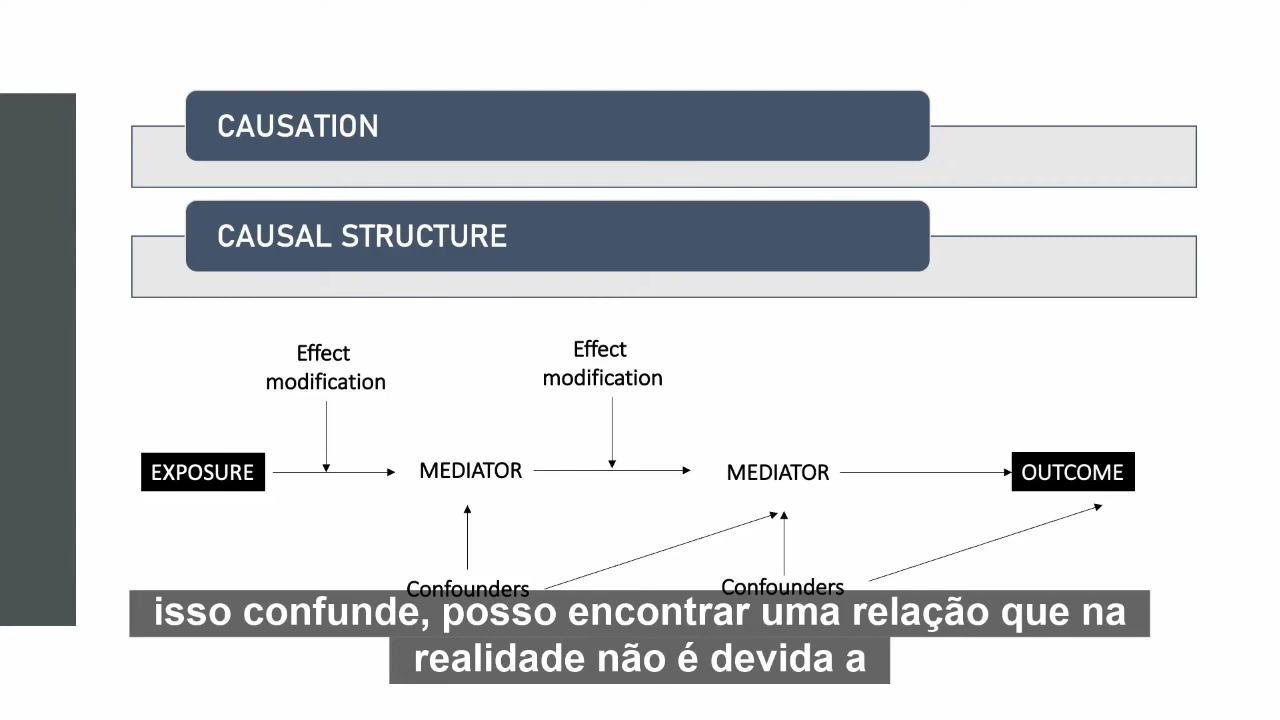 CAUSATION
CAUSAL STRUCTURE
Effect
modification
Effect
modification
EXPOSURE
MEDIATOR
MEDIATOR
OUTCOME
Confounders
Confounders
isso confunde, posso encontrar uma relação que na
realidade não é devida a